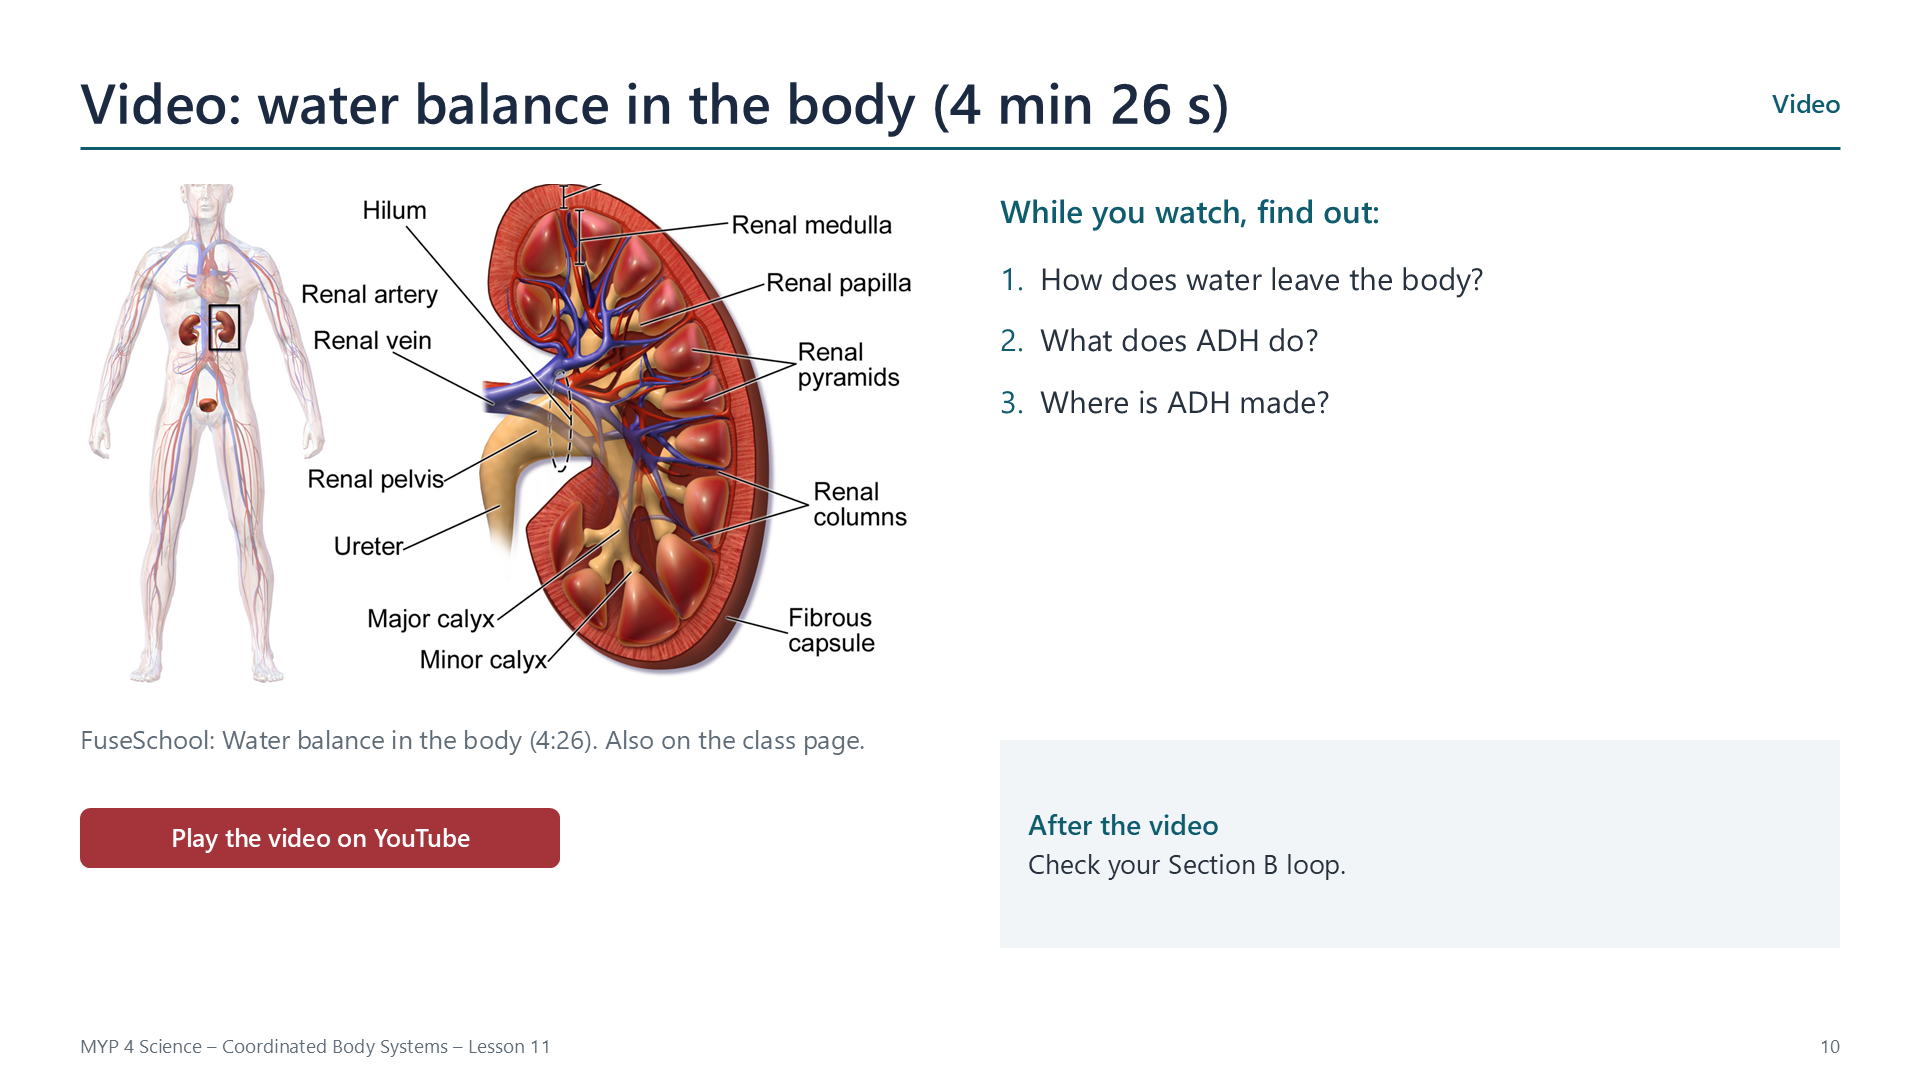 Video: water balance in the body (4 min 26 s)
Video
Hilum
Renal artery
Renal vein
Renal pelvis
Ureter
Major calyx
Minor calyx
Renal medulla
Renal papilla
Renal
pyramids
Renal
columns
Fibrous
capsule
FuseSchool: Water balance in the body (4:26). Also on the class page.
Play the video on YouTube
While you watch, find out:
1. How does water leave the body?
2. What does ADH do?
3. Where is ADH made?
After the video
Check your Section B loop.
MYP 4 Science – Coordinated Body Systems – Lesson 11
10